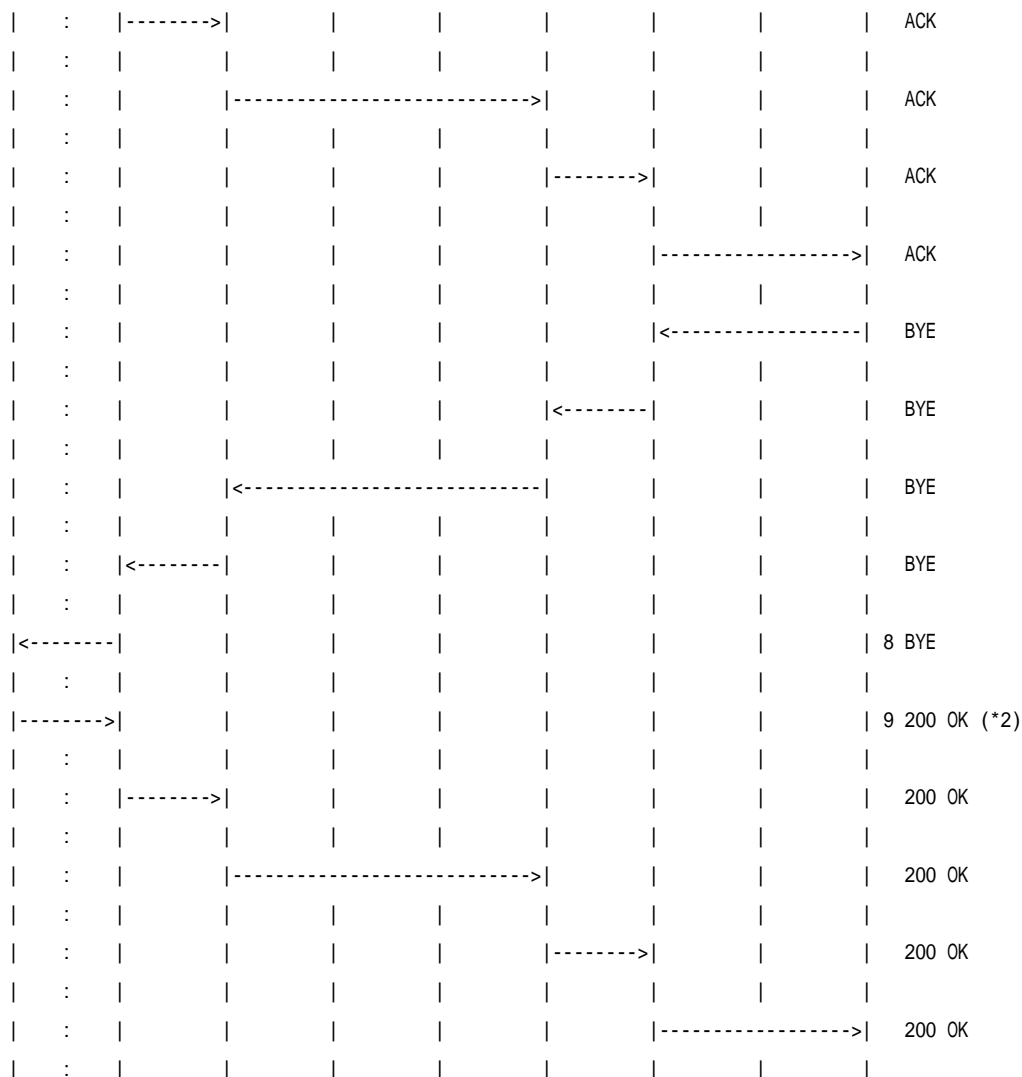 |    :    |-------->|         |         |         |         |         |         |   ACK
|    :    |         |         |         |         |         |         |         |
|    :    |         |---------------------------->|         |         |         |   ACK
|    :    |         |         |         |         |         |         |         |
|    :    |         |         |         |         |-------->|         |         |   ACK
|    :    |         |         |         |         |         |         |         |
|    :    |         |         |         |         |         |------------------>|   ACK
|    :    |         |         |         |         |         |         |         |
|    :    |         |         |         |         |         |<------------------|   BYE
|    :    |         |         |         |         |         |         |         |
|    :    |         |         |         |         |<--------|         |         |   BYE
|    :    |         |         |         |         |         |         |         |
|    :    |         |<----------------------------|         |         |         |   BYE
|    :    |         |         |         |         |         |         |         |
|    :    |<--------|         |         |         |         |         |         |   BYE
|    :    |         |         |         |         |         |         |         |
|<--------|         |         |         |         |         |         |         | 8 BYE
|    :    |         |         |         |         |         |         |         |
|-------->|         |         |         |         |         |         |         | 9 200 OK (*2)
|    :    |         |         |         |         |         |         |         |
|    :    |-------->|         |         |         |         |         |         |   200 OK
|    :    |         |         |         |         |         |         |         |
|    :    |         |---------------------------->|         |         |         |   200 OK
|    :    |         |         |         |         |         |         |         |
|    :    |         |         |         |         |-------->|         |         |   200 OK
|    :    |         |         |         |         |         |         |         |
|    :    |         |         |         |         |         |------------------>|   200 OK
|    :    |         |         |         |         |         |         |         |